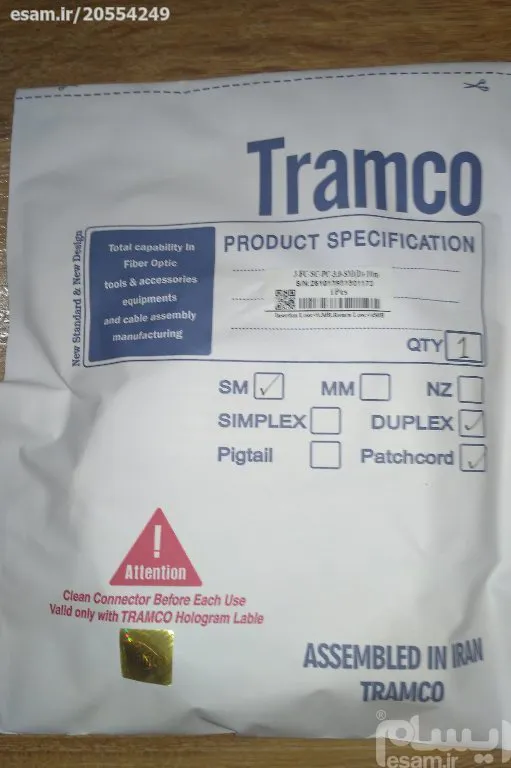 esam.ir/20554249
Tramco
New Standard & New Design
Total capability In
Fiber Optic
tools & accessories
equipments
and cable assembly
manufacturing
PRODUCT SPECIFICATION
1 Pcs
QTY 1
SM ✓ MM NZ
SIMPLEX DUPLEX ✓
Pigtail Patchcord ✓
!
Attention
Clean Connector Before Each Use
Valid only with TRAMCO Hologram Lable
ASSEMBLED IN IRAN
TRAMCO
ایسام®
esam.ir